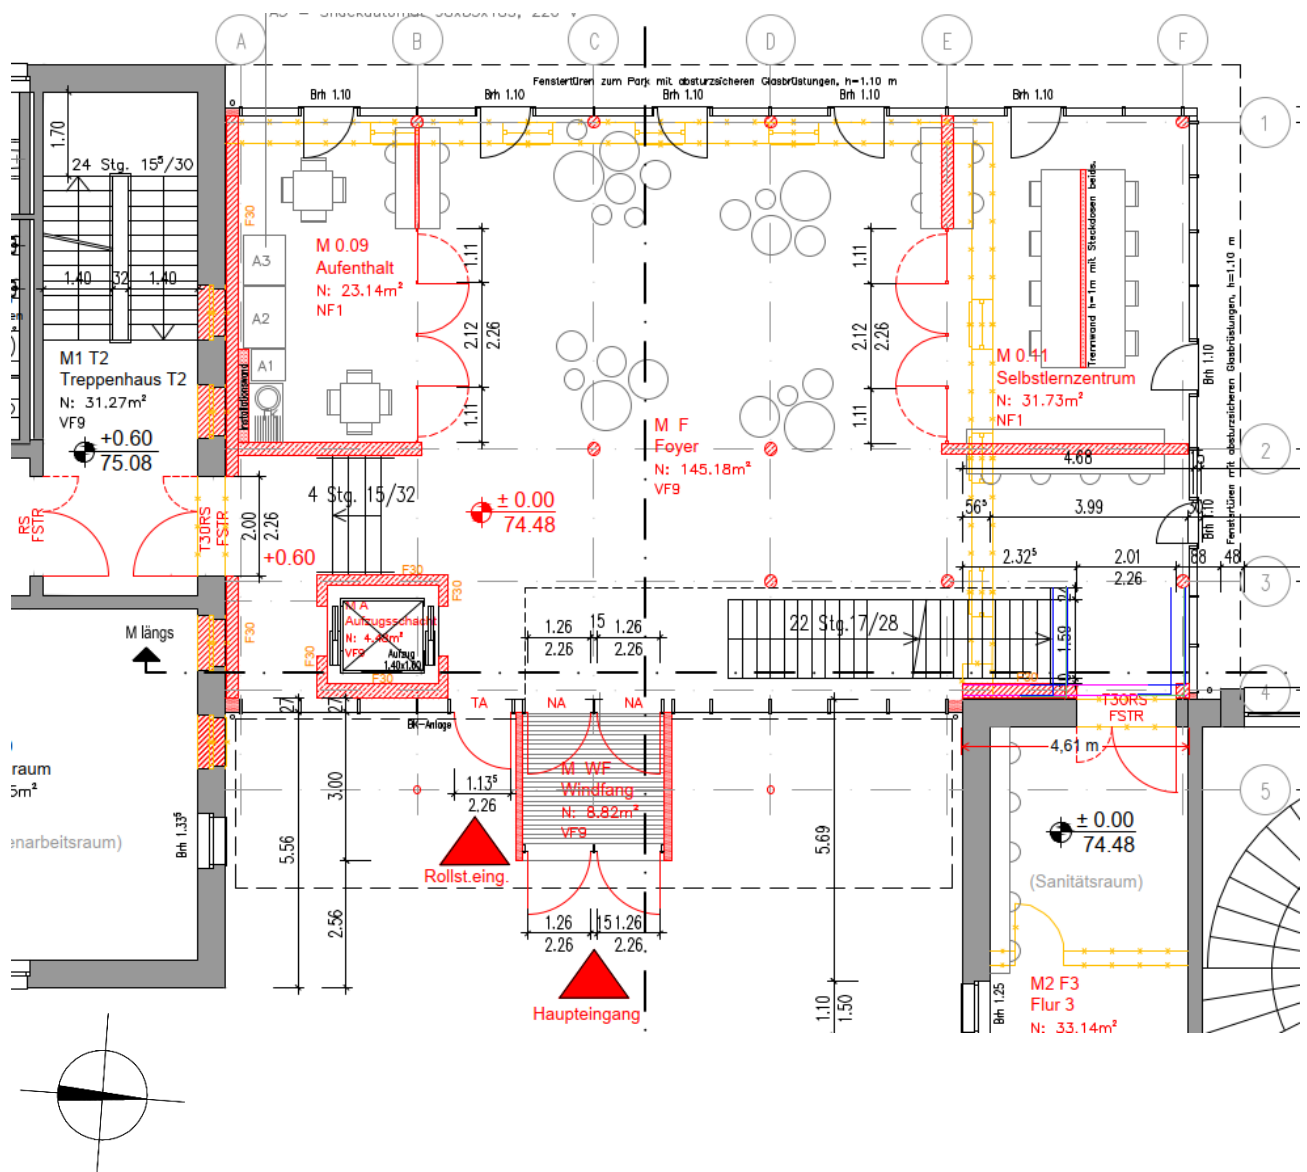 A B C D E F
Fenstertüren zum Park mit absturzsicheren Glasbrüstungen, h=1.10 m
Brh 1.10
Brh 1.10
Brh 1.10
Brh 1.10
Brh 1.10
1
1.70
24 Stg. 15⁵/30
F30
A3
A2
A1
Installationswand
M 0.09
Aufenthalt
N: 23.14m²
NF1
1.40 32 1.40
1.11
2.12
2.26
1.11
1.11
2.12
2.26
1.11
Trennwand h=1m mit Steckdosen beids.
M 0.11
Selbstlernzentrum
N: 31.73m²
NF1
Brh 1.10
Fenstertüren mit absturzsicheren Glasbrüstungen, h=1.10 m
M1 T2
Treppenhaus T2
N: 31.27m²
VF9
+0.60
75.08
M F
Foyer
N: 145.18m²
VF9
2
4.68
4 Stg. 15/32
± 0.00
74.48
56⁵ 3.99 30
Brh 1.10
RS
FSTR
T30RS
FSTR
2.00
2.26
+0.60
2.32⁵ 2.01 88 48
2.26
3
F30
F30
F30
F30
F30
F30
M A
Aufzugsschacht
N: 4.48m²
VF9
Aufzug
1.40x1.60
M längs
1.26 15 1.26
2.26 2.26
22 Stg.17/28
1.59
F30
4
27
27
TA NA NA
BK-Anlage
T30RS
FSTR
4,61 m
M WF
Windfang
N: 8.82m²
VF9
1.13⁵
2.26
3.00
5.56
2.56
5.69
5
raum
5m²
enarbeitsraum)
Brh 1.33⁵
Rollst.eing.
± 0.00
74.48
(Sanitätsraum)
1.26 15 1.26
2.26 2.26
Haupteingang
1.10
1.50
Brh 1.25
M2 F3
Flur 3
N: 33.14m²